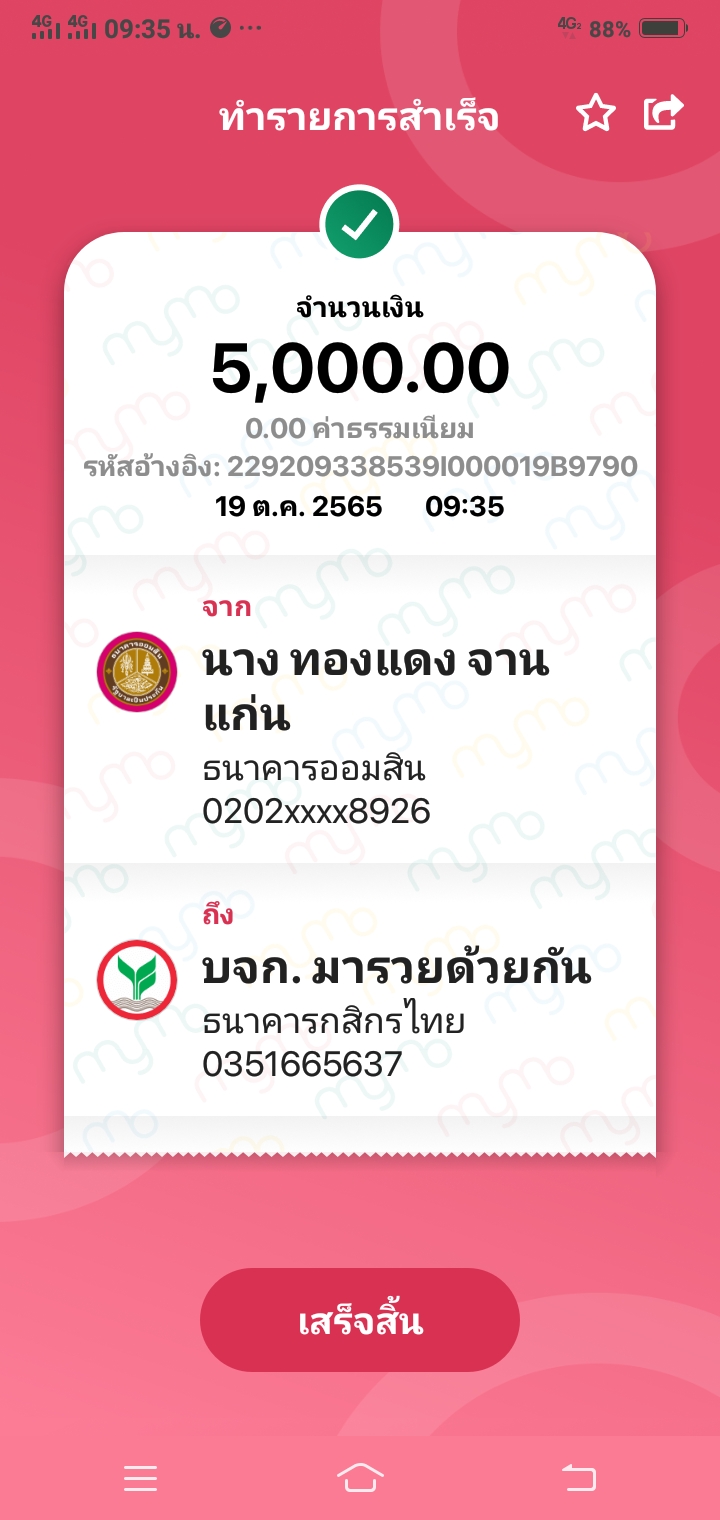 4G 4G 09:35 น. ... 4G2 88%
ทำรายการสำเร็จ
จำนวนเงิน
5,000.00
0.00 ค่าธรรมเนียม
รหัสอ้างอิง: 229209338539I000019B9790
19 ต.ค. 2565 09:35
จาก
นาง ทองแดง จาน
แก่น
ธนาคารออมสิน
0202xxxx8926
ถึง
บจก. มารวยด้วยกัน
ธนาคารกสิกรไทย
0351665637
เสร็จสิ้น